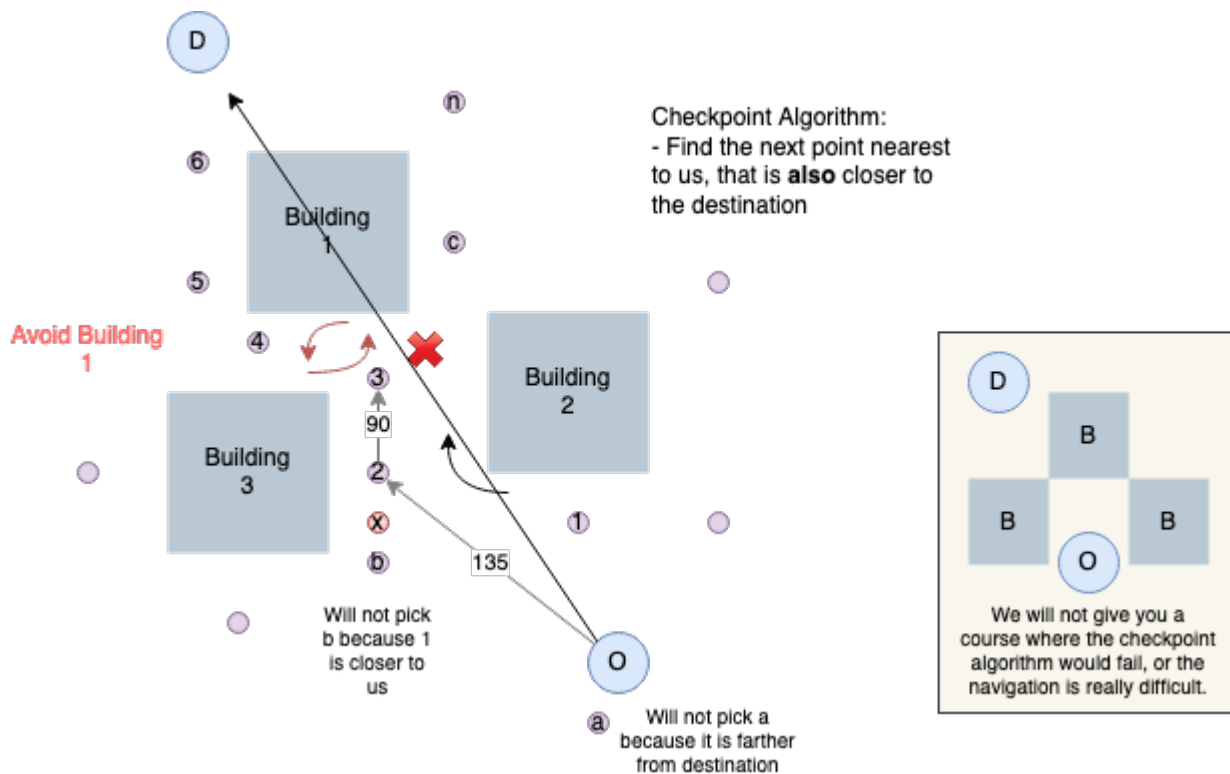 D
n
Checkpoint Algorithm:
- Find the next point nearest
to us, that is also closer to
the destination
6
Building
1
c
5
Avoid Building
1
4
3
Building
2
90
Building
3
2
x
1
b
135
Will not pick
b because 1
is closer to
us
O
a
Will not pick a
because it is farther
from destination
D
B
B
B
O
We will not give you a
course where the checkpoint
algorithm would fail, or the
navigation is really difficult.